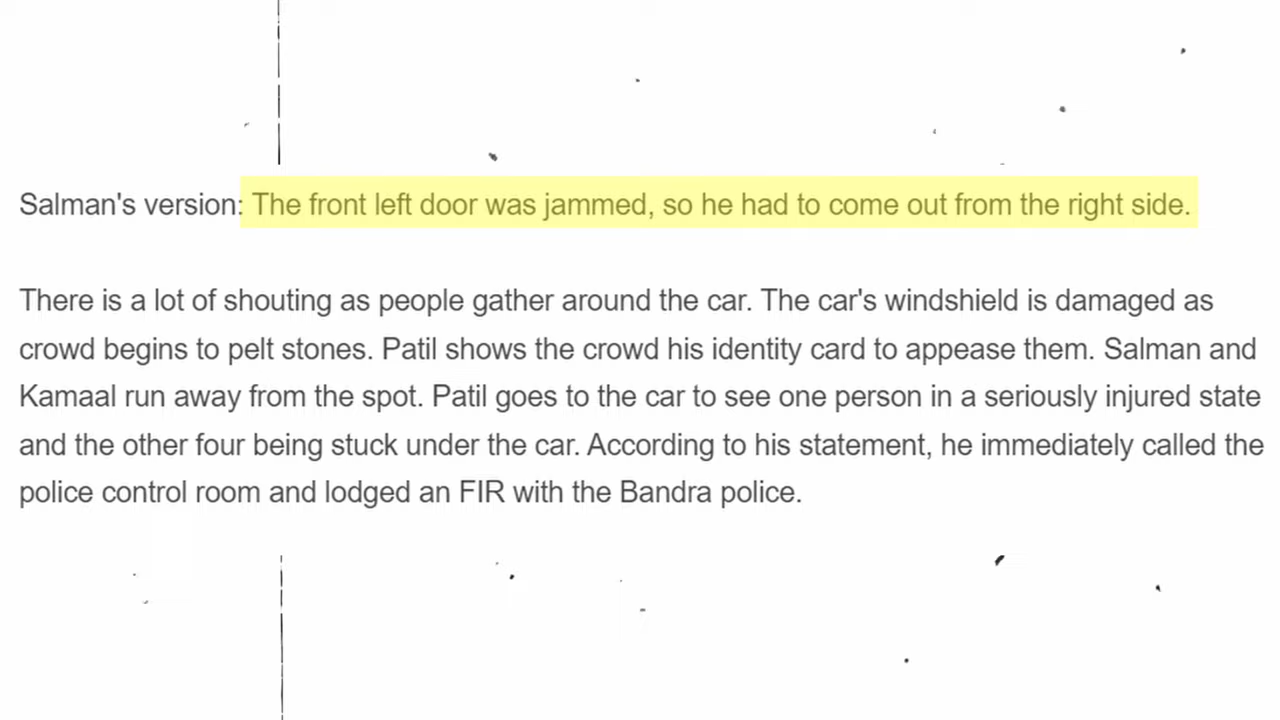 Salman's version: The front left door was jammed, so he had to come out from the right side.
There is a lot of shouting as people gather around the car. The car's windshield is damaged as
crowd begins to pelt stones. Patil shows the crowd his identity card to appease them. Salman and
Kamaal run away from the spot. Patil goes to the car to see one person in a seriously injured state
and the other four being stuck under the car. According to his statement, he immediately called the
police control room and lodged an FIR with the Bandra police.